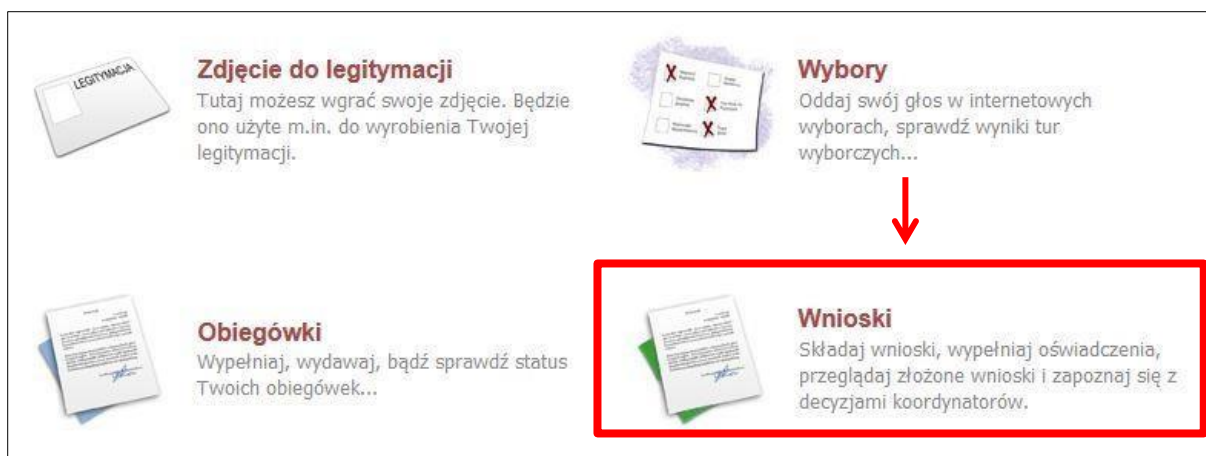 LEGITYMACJA
Zdjęcie do legitymacji
Tutaj możesz wgrać swoje zdjęcie. Będzie
ono użyte m.in. do wyrobienia Twojej
legitymacji.
Wybory
Oddaj swój głos w internetowych
wyborach, sprawdź wyniki tur
wyborczych...
Obiegówki
Wypełniaj, wydawaj, bądź sprawdź status
Twoich obiegówek...
Wnioski
Składaj wnioski, wypełniaj oświadczenia,
przeglądaj złożone wnioski i zapoznaj się z
decyzjami koordynatorów.